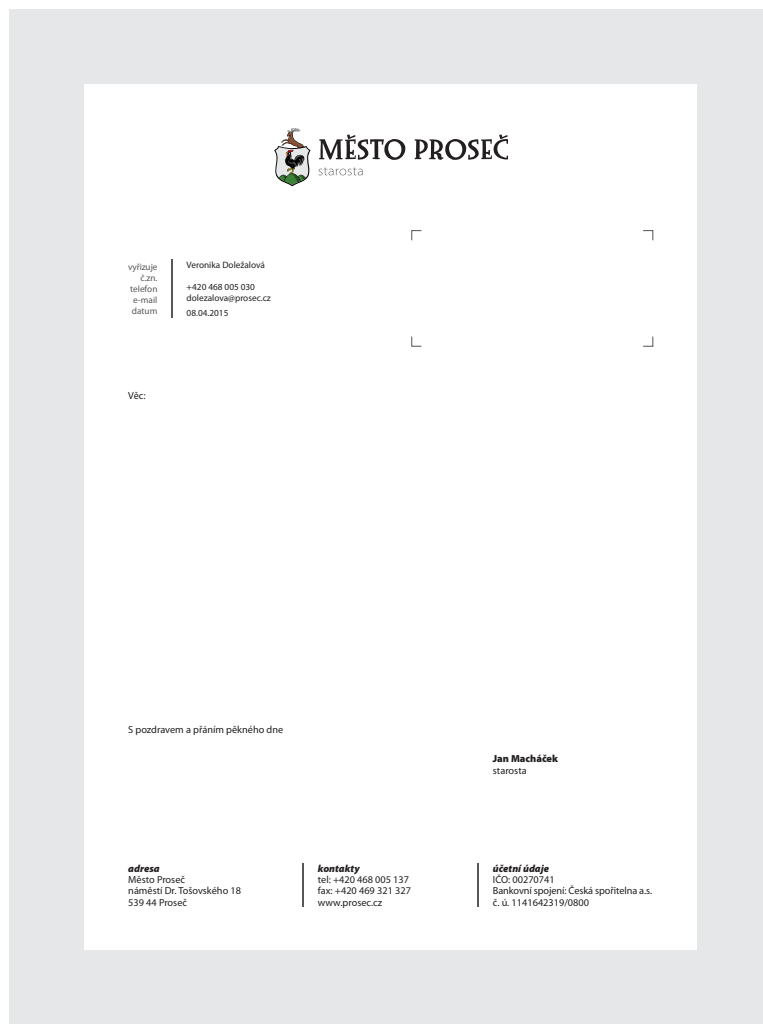 MĚSTO PROSEČ
starosta
vyřizuje Veronika Doležalová
č.zn.
telefon +420 468 005 030
e-mail dolezalova@prosec.cz
datum 08.04.2015
Věc:
S pozdravem a přáním pěkného dne
Jan Macháček
starosta
adresa
Město Proseč
náměstí Dr. Tošovského 18
539 44 Proseč
kontakty
tel: +420 468 005 137
fax: +420 469 321 327
www.prosec.cz
účetní údaje
IČO: 00270741
Bankovní spojení: Česká spořitelna a.s.
č. ú. 1141642319/0800